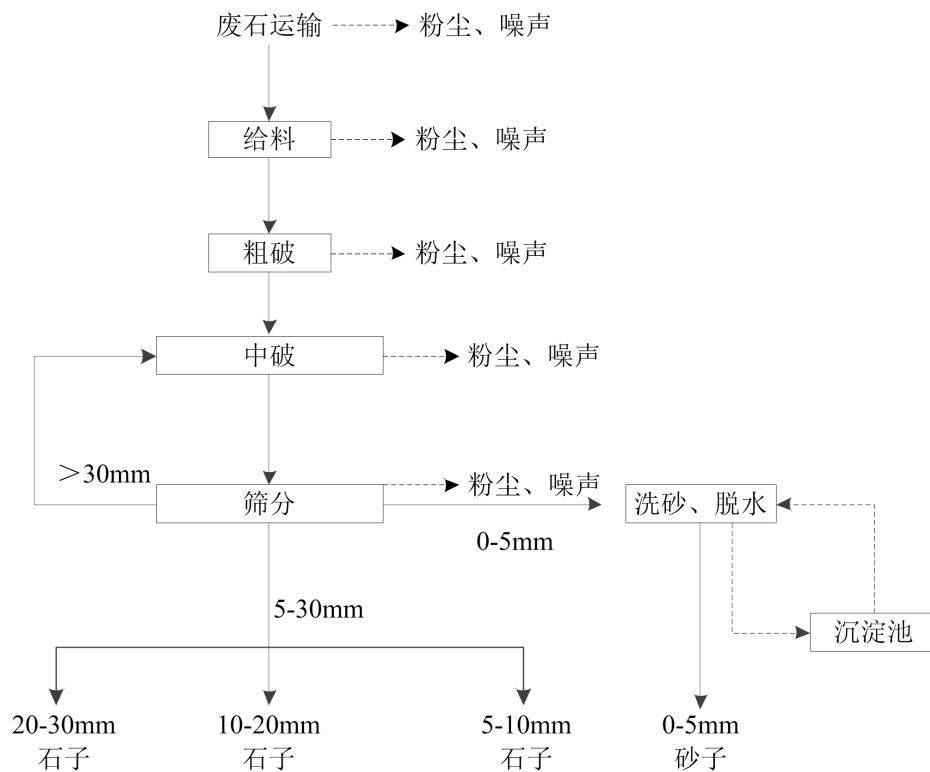 废石运输 粉尘、噪声
给料 粉尘、噪声
粗破 粉尘、噪声
中破 粉尘、噪声
>30mm 粉尘、噪声
筛分 洗砂、脱水
0-5mm
5-30mm
沉淀池
20-30mm 10-20mm 5-10mm 0-5mm
石子 石子 石子 砂子